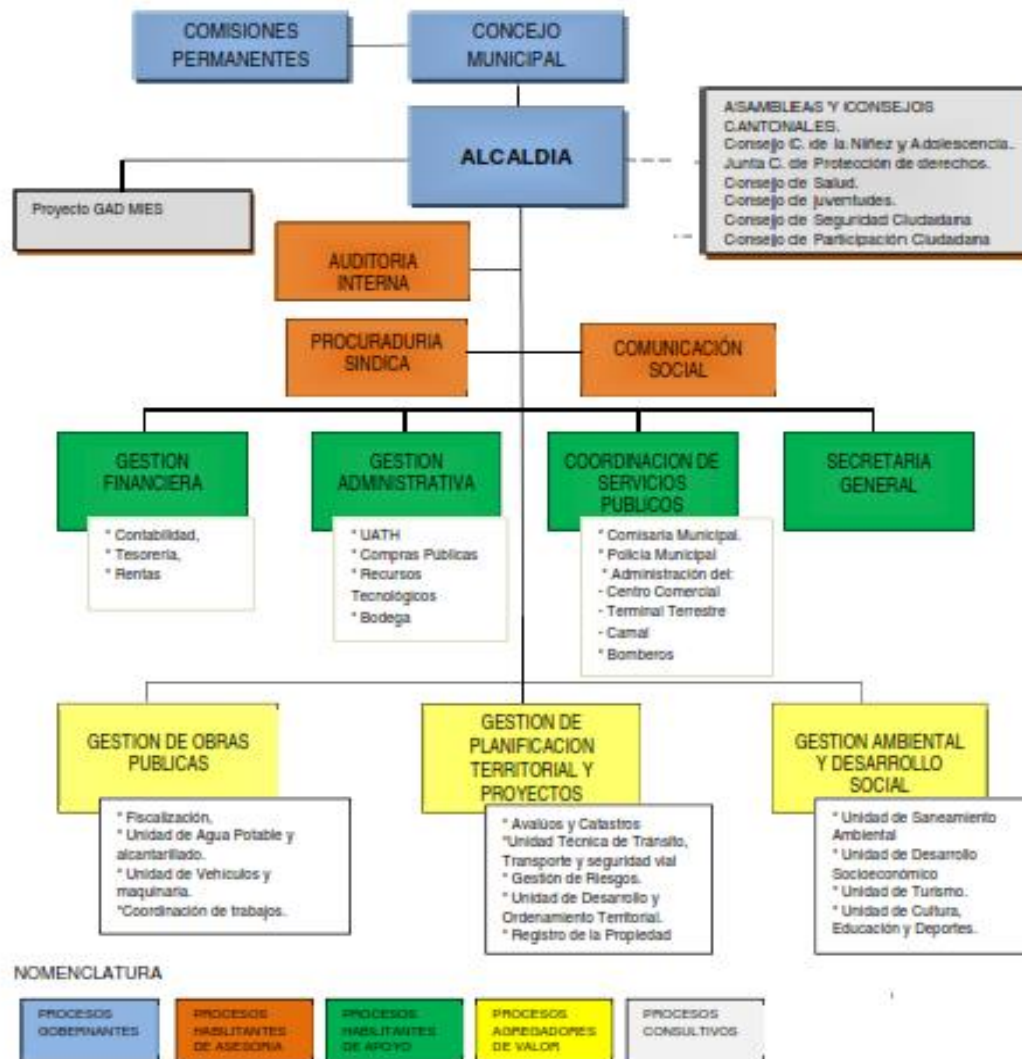 COMISIONES
PERMANENTES
CONCEJO
MUNICIPAL
ALCALDIA
ASAMBLEAS Y CONSEJOS
CANTONALES.
Consejo C. de la Niñez y Adolescencia.
Junta C. de Protección de derechos.
Consejo de Salud.
Consejo de juventudes.
Consejo de Seguridad Ciudadana
Consejo de Participación Ciudadana
Proyecto GAD MIES
AUDITORIA
INTERNA
PROCURADURIA
SINDICA
COMUNICACIÓN
SOCIAL
GESTION
FINANCIERA
* Contabilidad,
* Tesorería,
* Rentas
GESTION
ADMINISTRATIVA
* UATH
* Compras Públicas
* Recursos
Tecnológicos
* Bodega
COORDINACION DE
SERVICIOS
PUBLICOS
* Comisaría Municipal.
* Policía Municipal
* Administración del:
- Centro Comercial
- Terminal Terrestre
- Camal
* Bomberos
SECRETARIA
GENERAL
GESTION DE OBRAS
PUBLICAS
* Fiscalización,
* Unidad de Agua Potable y
alcantarillado.
* Unidad de Vehículos y
maquinaria.
*Coordinación de trabajos.
GESTION DE
PLANIFICACION
TERRITORIAL Y
PROYECTOS
* Avalúos y Catastros
*Unidad Técnica de Tránsito,
Transporte y seguridad vial
* Gestión de Riesgos.
* Unidad de Desarrollo y
Ordenamiento Territorial.
* Registro de la Propiedad
GESTION AMBIENTAL
Y DESARROLLO
SOCIAL
* Unidad de Saneamiento
Ambiental
* Unidad de Desarrollo
Socioeconómico
* Unidad de Turismo.
* Unidad de Cultura,
Educación y Deportes.
NOMENCLATURA
PROCESOS
GOBERNANTES
PROCESOS
HABILITANTES
DE ASESORIA
PROCESOS
HABILITANTES
DE APOYO
PROCESOS
AGREGADORES
DE VALOR
PROCESOS
CONSULTIVOS